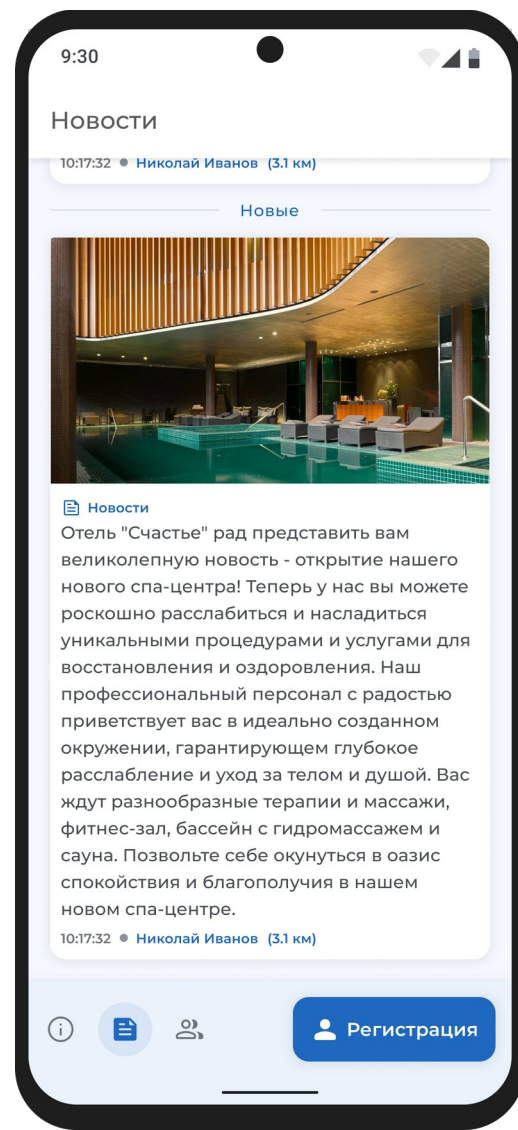 9:30
Новости
10:17:32 ● Николай Иванов (3.1 км)
Новые
Новости
Отель "Счастье" рад представить вам
великолепную новость - открытие нашего
нового спа-центра! Теперь у нас вы можете
роскошно расслабиться и насладиться
уникальными процедурами и услугами для
восстановления и оздоровления. Наш
профессиональный персонал с радостью
приветствует вас в идеально созданном
окружении, гарантирующем глубокое
расслабление и уход за телом и душой. Вас
ждут разнообразные терапии и массажи,
фитнес-зал, бассейн с гидромассажем и
сауна. Позвольте себе окунуться в оазис
спокойствия и благополучия в нашем
новом спа-центре.
10:17:32 ● Николай Иванов (3.1 км)
Регистрация